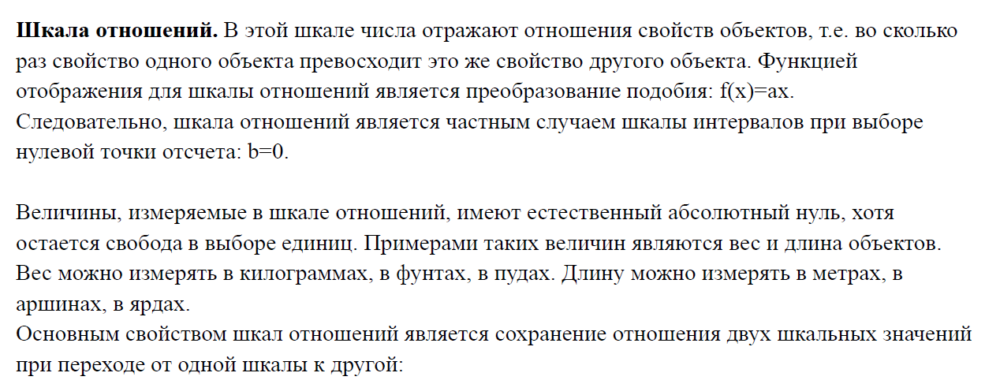 Шкала отношений. В этой шкале числа отражают отношения свойств объектов, т.е. во сколько
раз свойство одного объекта превосходит это же свойство другого объекта. Функцией
отображения для шкалы отношений является преобразование подобия: f(x)=ax.
Следовательно, шкала отношений является частным случаем шкалы интервалов при выборе
нулевой точки отсчета: b=0.
Величины, измеряемые в шкале отношений, имеют естественный абсолютный нуль, хотя
остается свобода в выборе единиц. Примерами таких величин являются вес и длина объектов.
Вес можно измерять в килограммах, в фунтах, в пудах. Длину можно измерять в метрах, в
аршинах, в ярдах.
Основным свойством шкал отношений является сохранение отношения двух шкальных значений
при переходе от одной шкалы к другой: